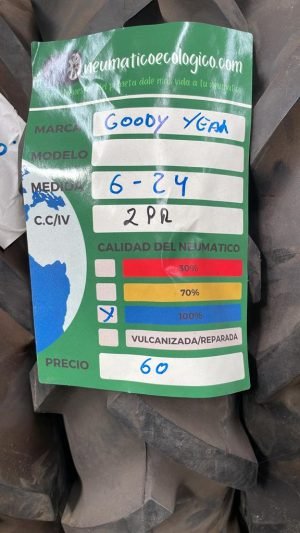 neumaticoecologico.com
MARCA GOODY YEAR
MODELO
MEDIDA 6-24
C.C/IV 2 PR
CALIDAD DEL NEUMATICO
50%
70%
X 100%
VULCANIZADA/REPARADA
PRECIO 60